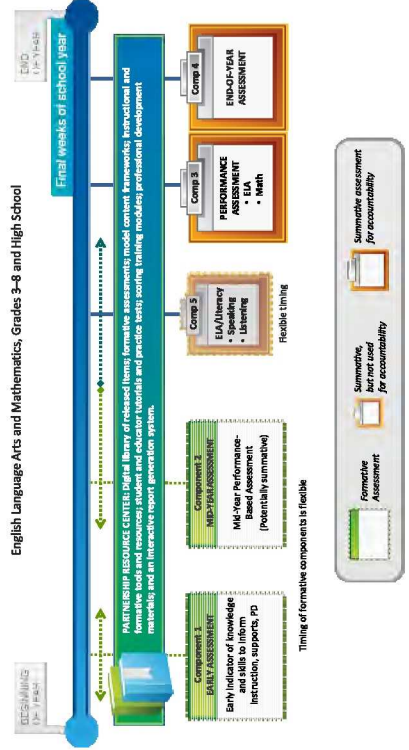 English Language Arts and Mathematics, Grades 3–8 and High School
BEGINNING
OF YEAR
END
OF YEAR
Final weeks of school year
PARTNERSHIP RESOURCE CENTER: Digital library of released items; formative assessments; model content frameworks; instructional and
formative tools and resources; student and educator tutorials and practice tests; scoring training modules; professional development
materials; and an interactive report generation system.
Component 1
EARLY ASSESSMENT
Early indicator of knowledge
and skills to inform
instruction, supports, PD
Component 2
MID-YEAR ASSESSMENT
Mid-Year Performance-
Based Assessment
(Potentially summative)
Comp 5
ELA/Literacy
• Speaking
• Listening
Flexible timing
Comp 3
PERFORMANCE
ASSESSMENT
• ELA
• Math
Comp 4
END-OF-YEAR
ASSESSMENT
Timing of formative components is flexible
Formative
Assessment
Summative,
but not used
for accountability
Summative assessment
for accountability